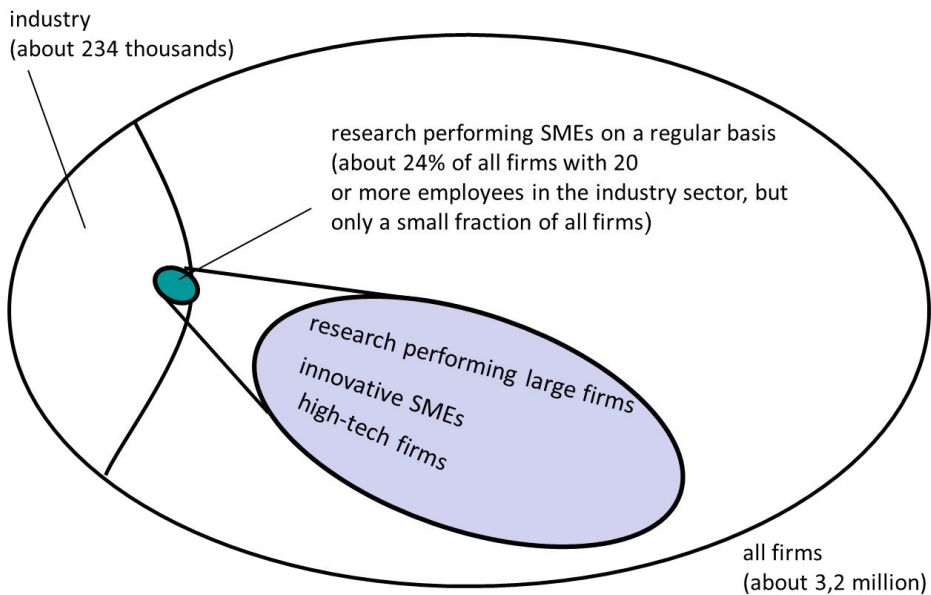 industry
(about 234 thousands)
research performing SMEs on a regular basis
(about 24% of all firms with 20
or more employees in the industry sector, but
only a small fraction of all firms)
research performing large firms
innovative SMEs
high-tech firms
all firms
(about 3,2 million)